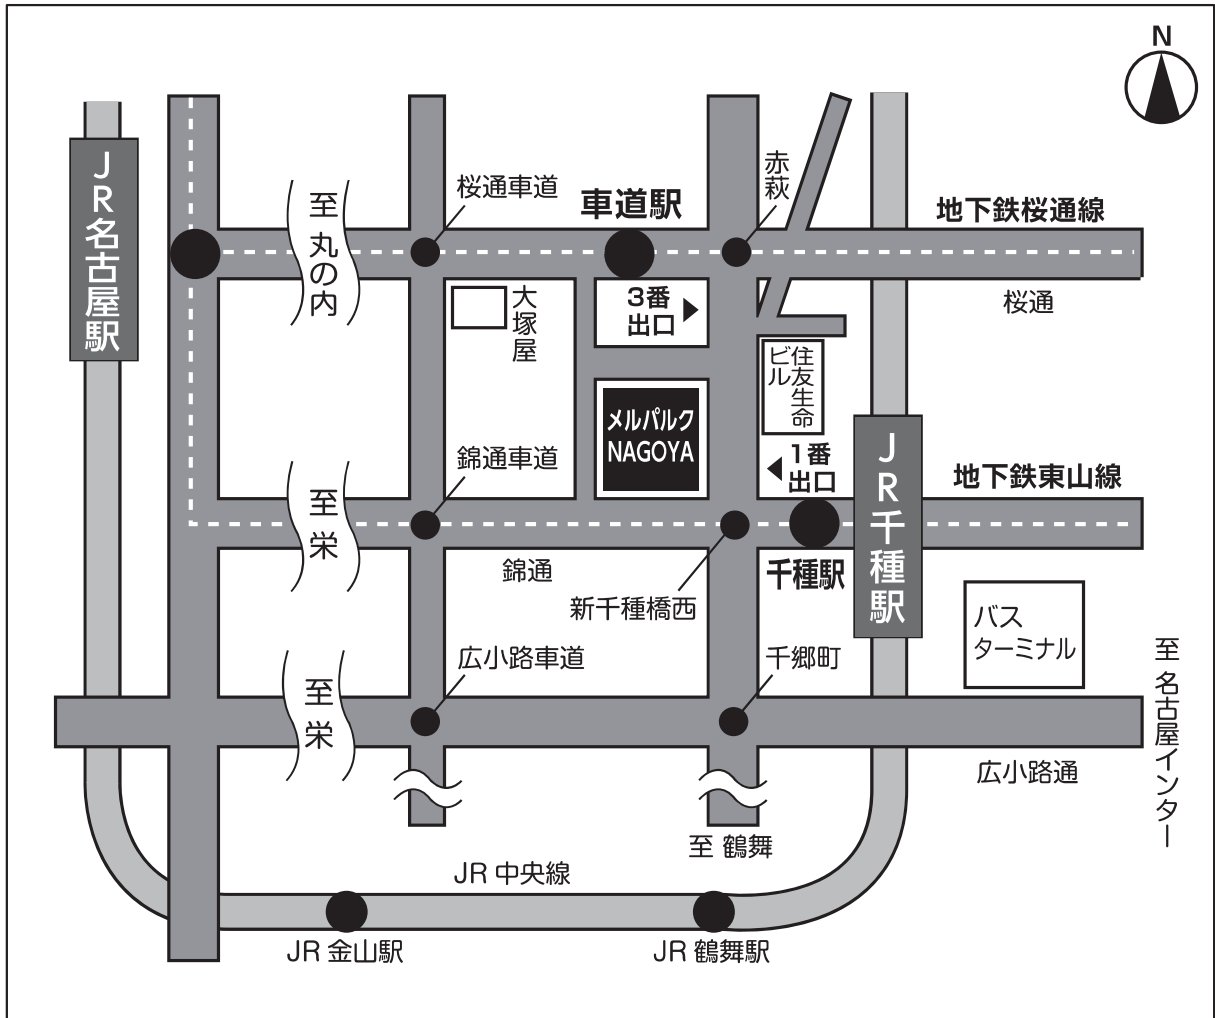 N
JR名古屋駅
至 丸の内
桜通車道
車道駅
赤萩
地下鉄桜通線
桜通
大塚屋
3番
出口
住友生命
ビル
メルパルク
NAGOYA
1番
出口
錦通車道
至 栄
JR千種駅
地下鉄東山線
錦通
千種駅
新千種橋西
バス
ターミナル
広小路車道
千郷町
至 栄
至 名古屋インター
広小路通
至 鶴舞
JR 中央線
JR 金山駅
JR 鶴舞駅